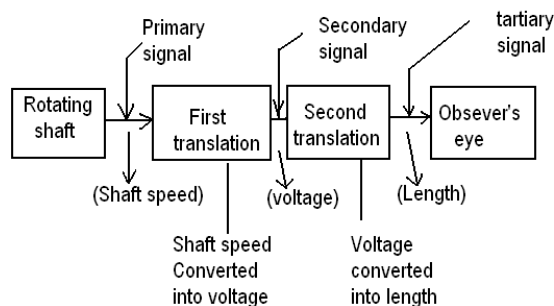 Primary
signal
Secondary
signal
tartiary
signal
Rotating
shaft
First
translation
Second
translation
Obsever's
eye
(Shaft speed)
(voltage)
(Length)
Shaft speed
Converted
into voltage
Voltage
converted
into length